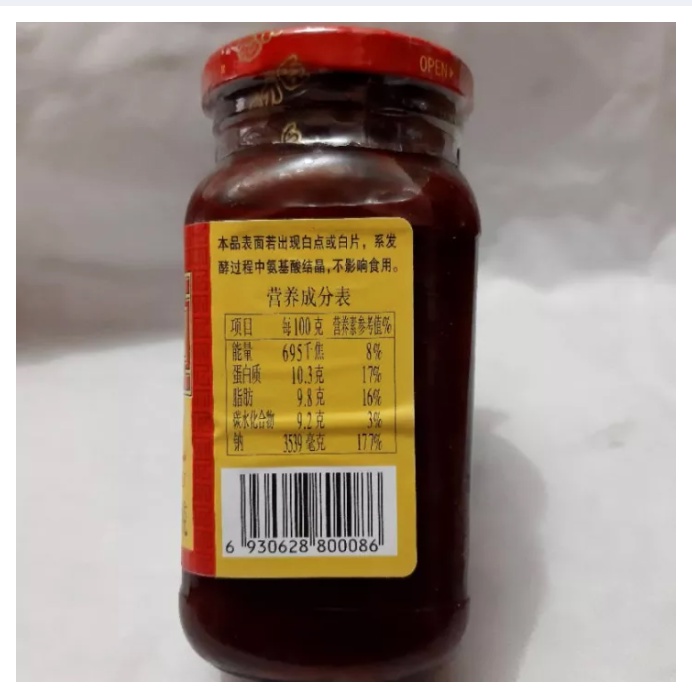 OPEN
本品表面若出现白点或白片，系发
酵过程中氨基酸结晶,不影响食用。
营养成分表
项目 每100克 营养素参考值%
能量 695千焦 8%
蛋白质 10.3克 17%
脂肪 9.8克 16%
碳水化合物 9.2克 3%
钠 3539毫克 177%
6 930628 800086